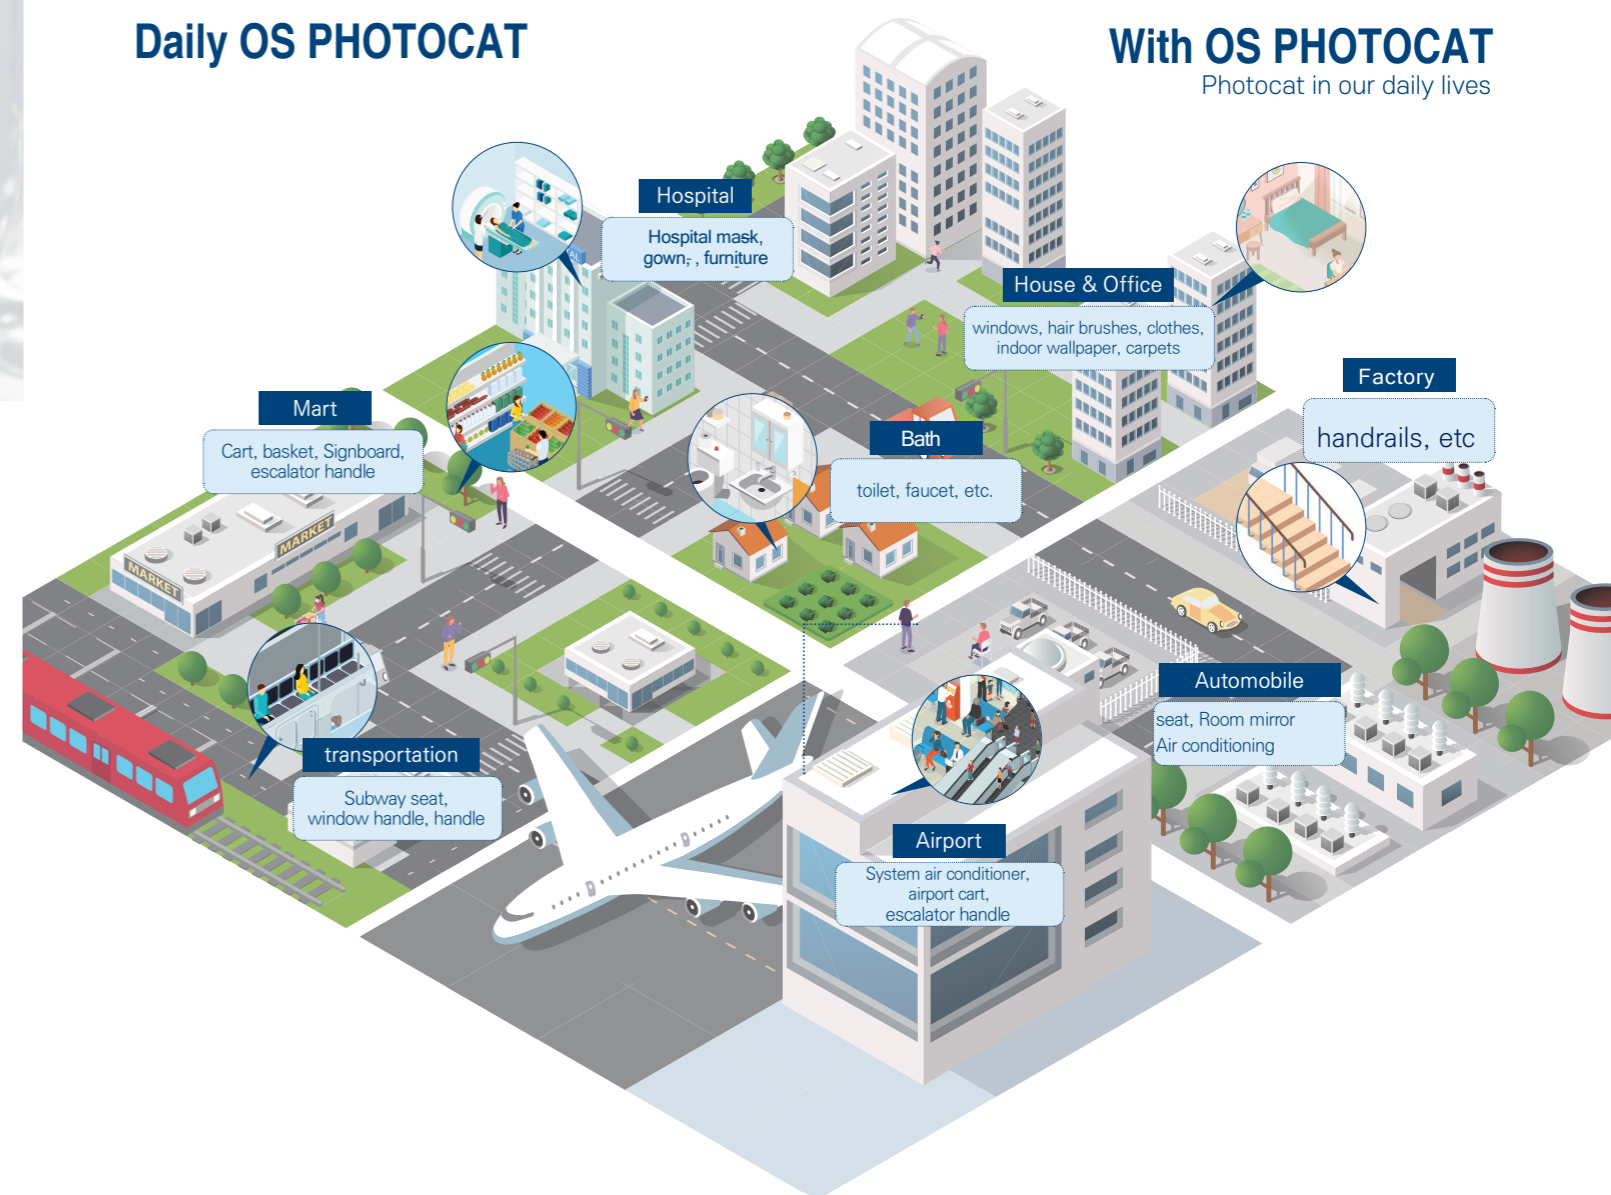 Daily OS PHOTOCAT
With OS PHOTOCAT
Photocat in our daily lives
Hospital
Hospital mask,
gown, , furniture
House & Office
windows, hair brushes, clothes,
indoor wallpaper, carpets
Factory
handrails, etc
Mart
Cart, basket, Signboard,
escalator handle
Bath
toilet, faucet, etc.
MARKET
MARKET
Automobile
seat, Room mirror
Air conditioning
transportation
Subway seat,
window handle, handle
Airport
System air conditioner,
airport cart,
escalator handle